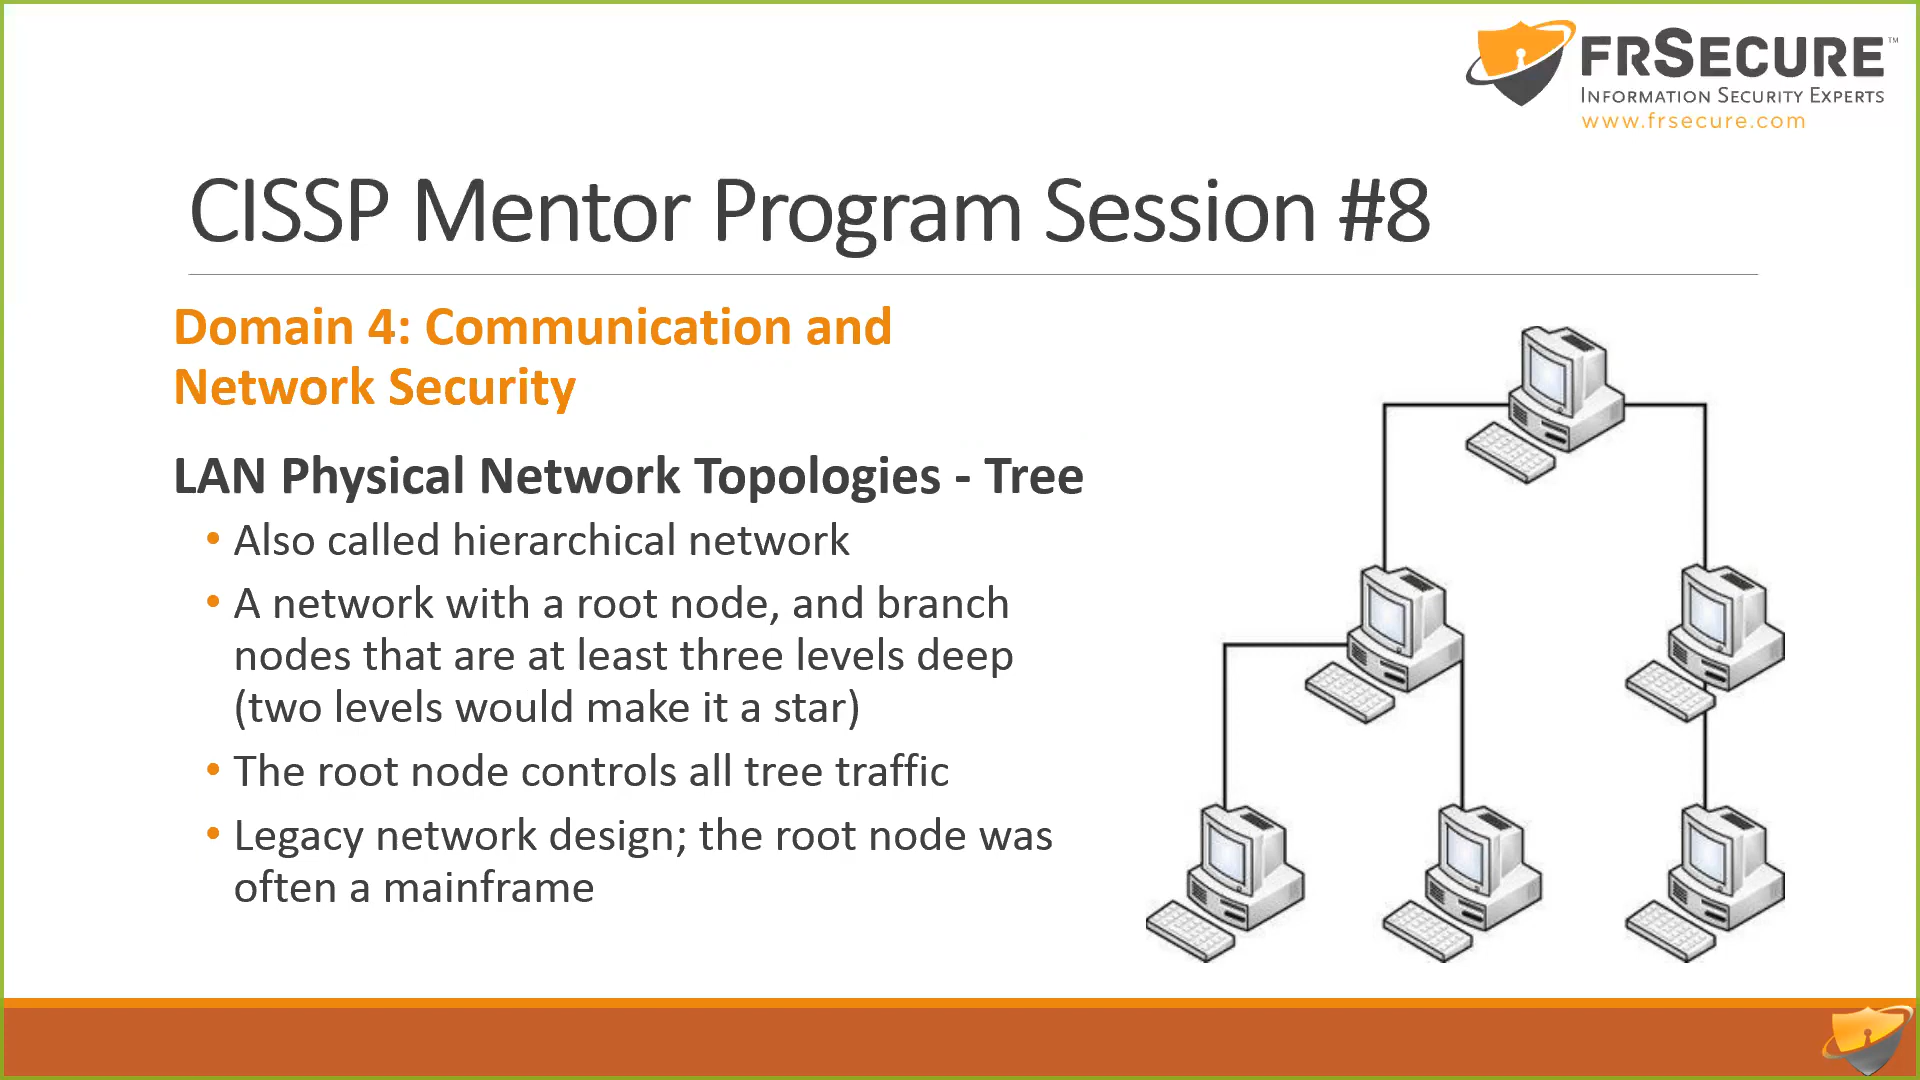 FRSECURE™
INFORMATION SECURITY EXPERTS
www.frsecure.com
CISSP Mentor Program Session #8
Domain 4: Communication and
Network Security
LAN Physical Network Topologies - Tree
• Also called hierarchical network
• A network with a root node, and branch
nodes that are at least three levels deep
(two levels would make it a star)
• The root node controls all tree traffic
• Legacy network design; the root node was
often a mainframe